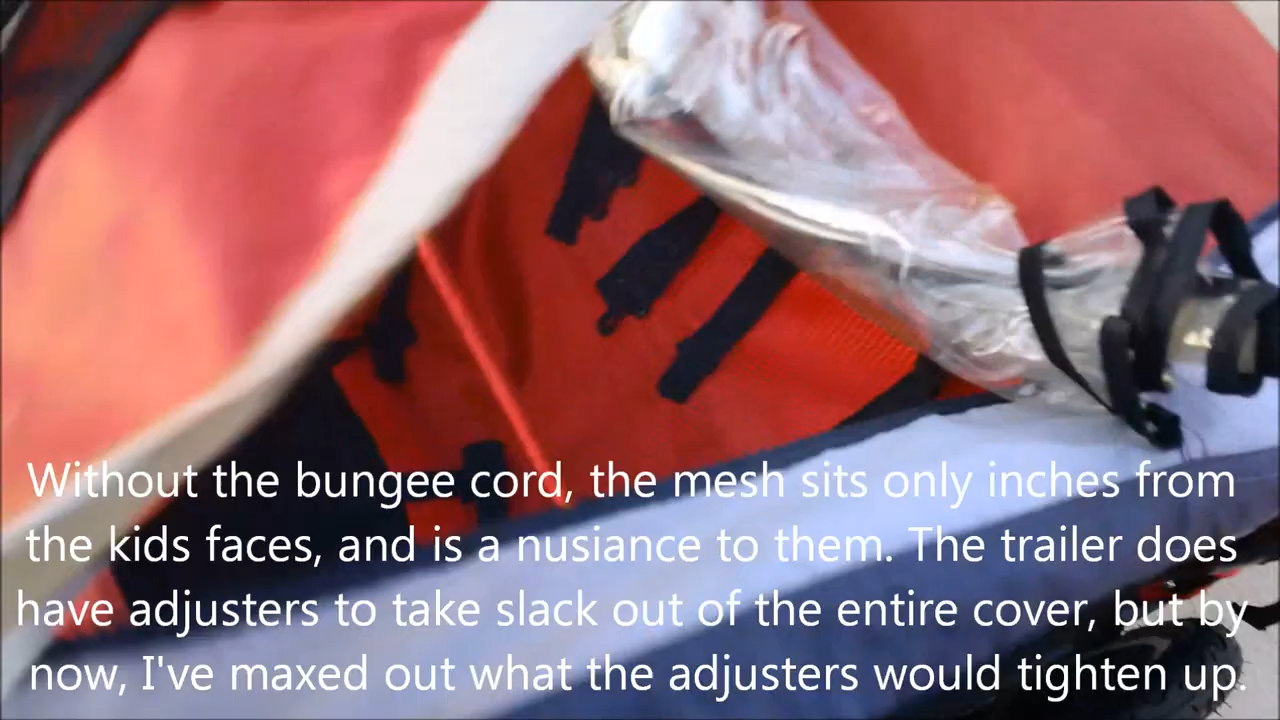 Without the bungee cord, the mesh sits only inches from
the kids faces, and is a nusiance to them. The trailer does
have adjusters to take slack out of the entire cover, but by
now, I've maxed out what the adjusters would tighten up.